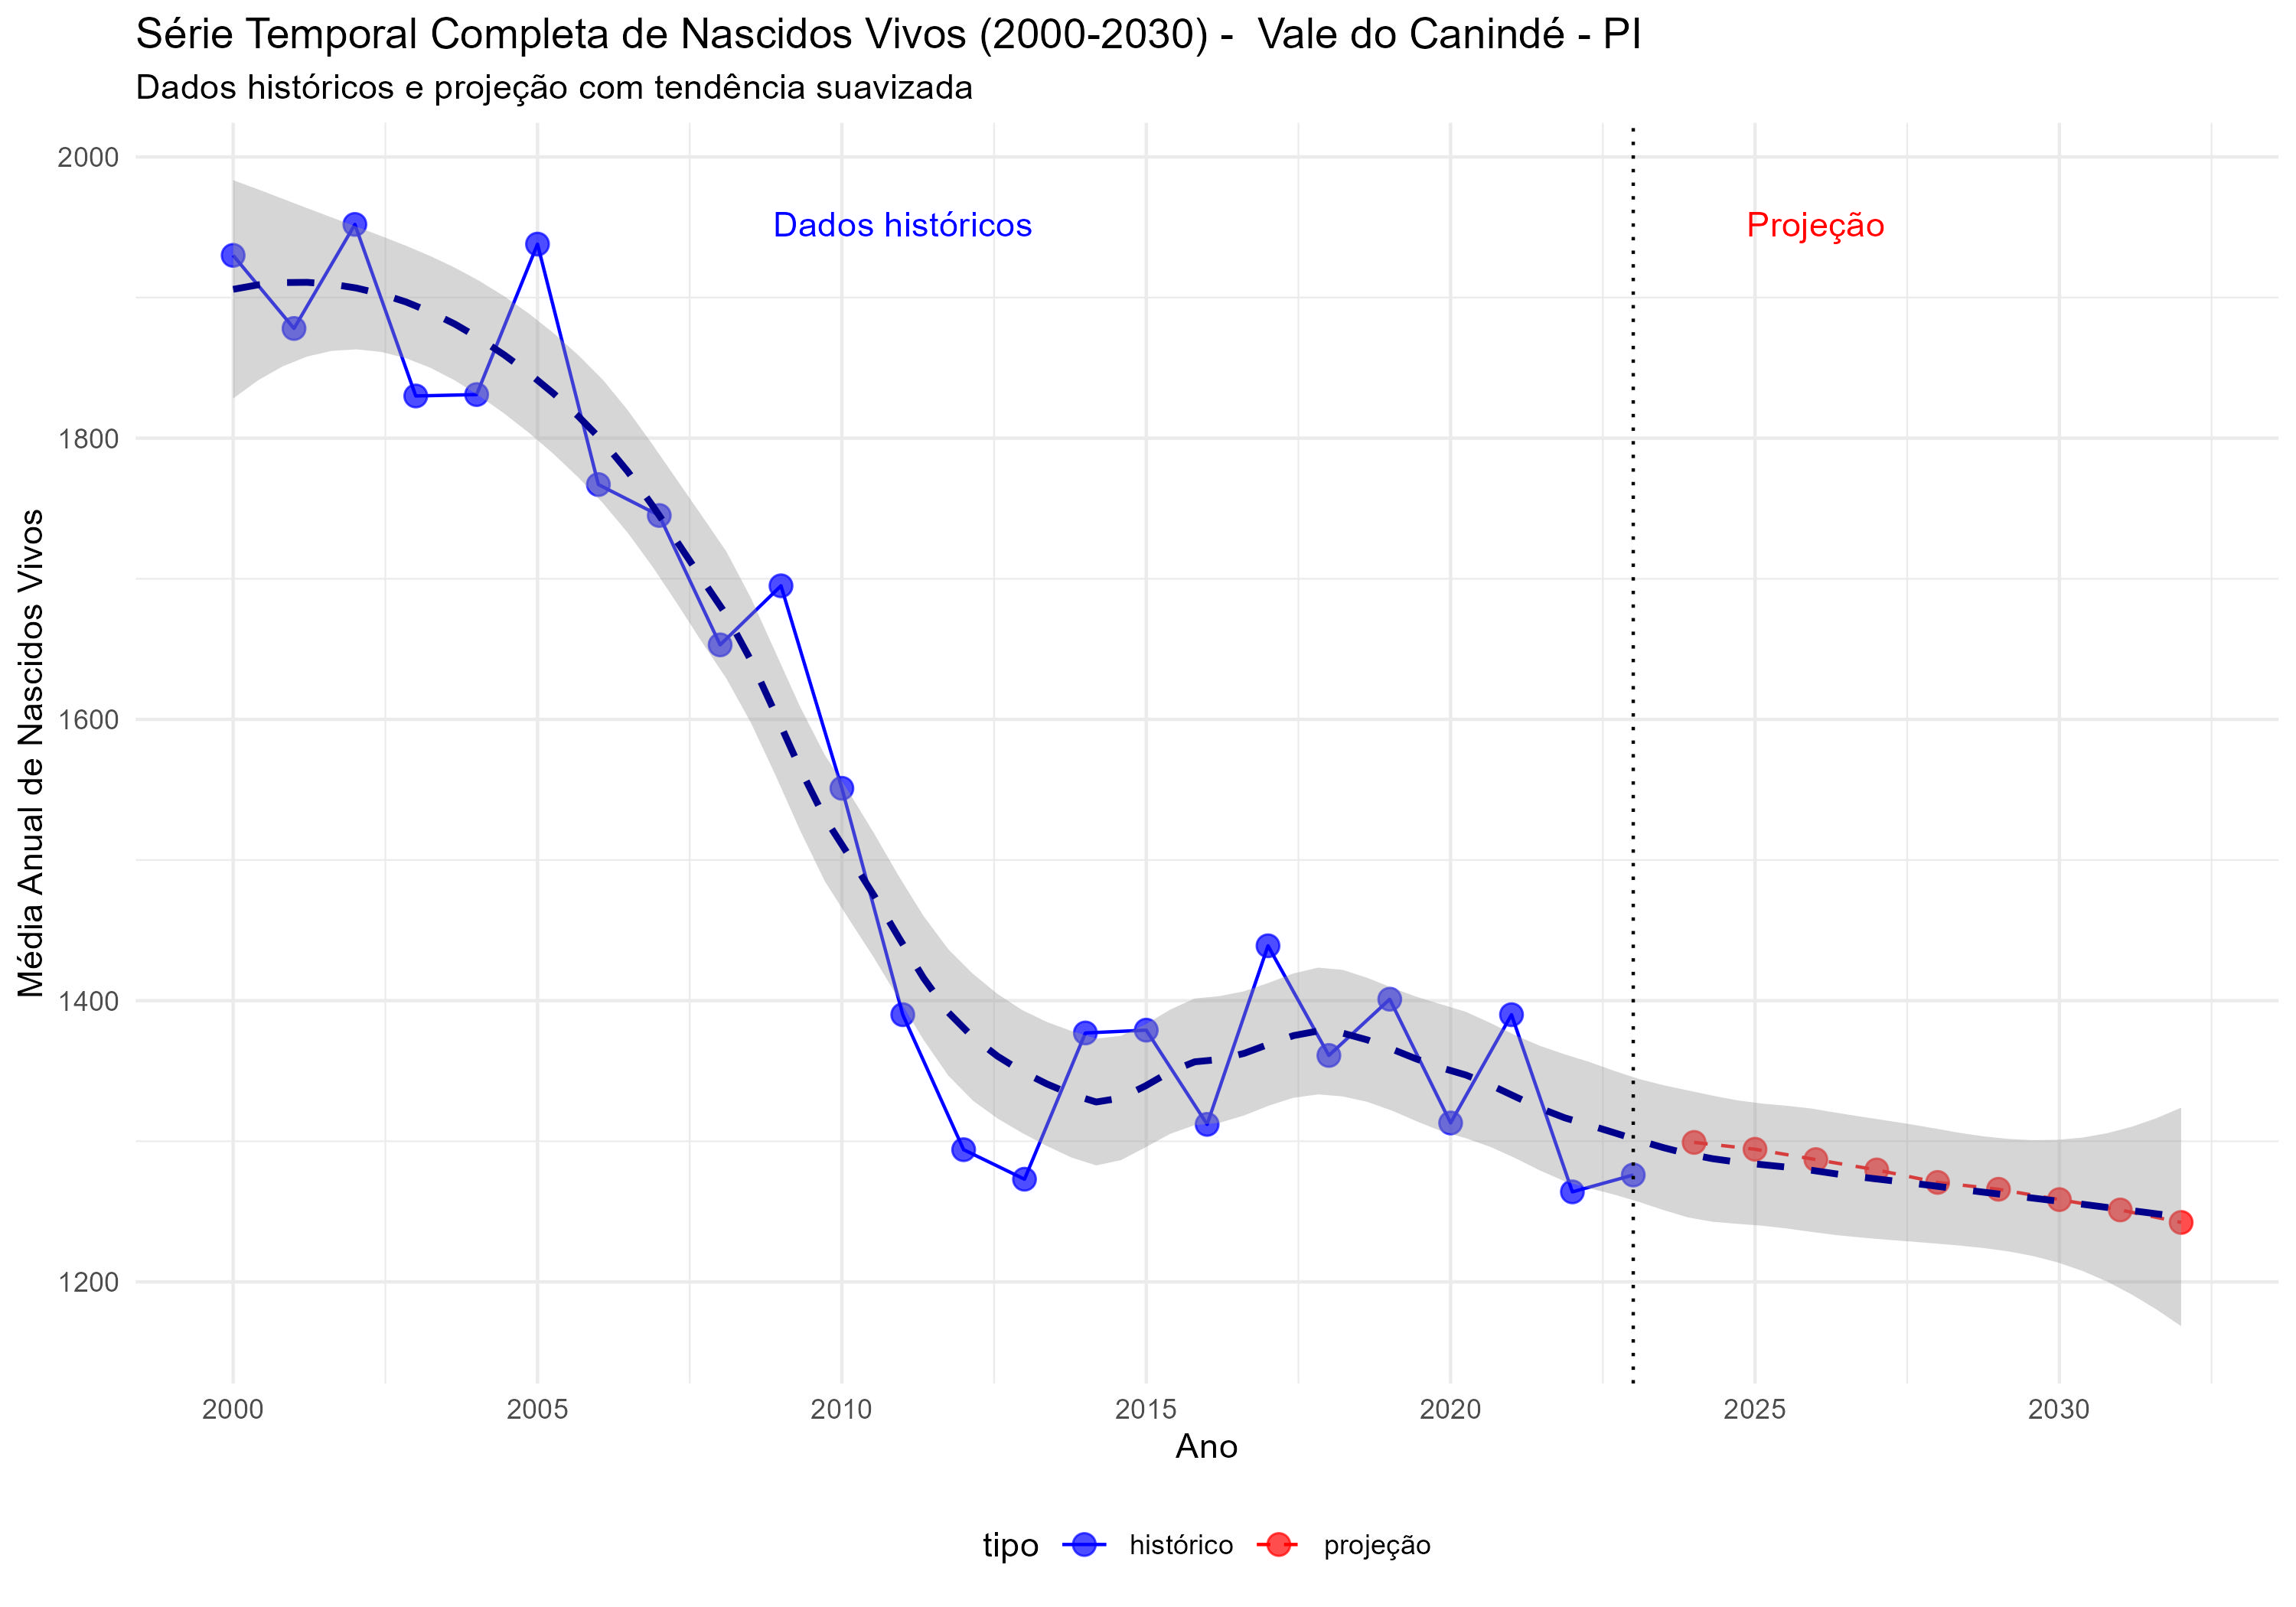 Série Temporal Completa de Nascidos Vivos (2000-2030) -  Vale do Canindé - PI
Dados históricos e projeção com tendência suavizada
Média Anual de Nascidos Vivos
2000
1800
1600
1400
1200
Dados históricos
Projeção
2000
2005
2010
2015
2020
2025
2030
Ano
tipo
histórico
projeção